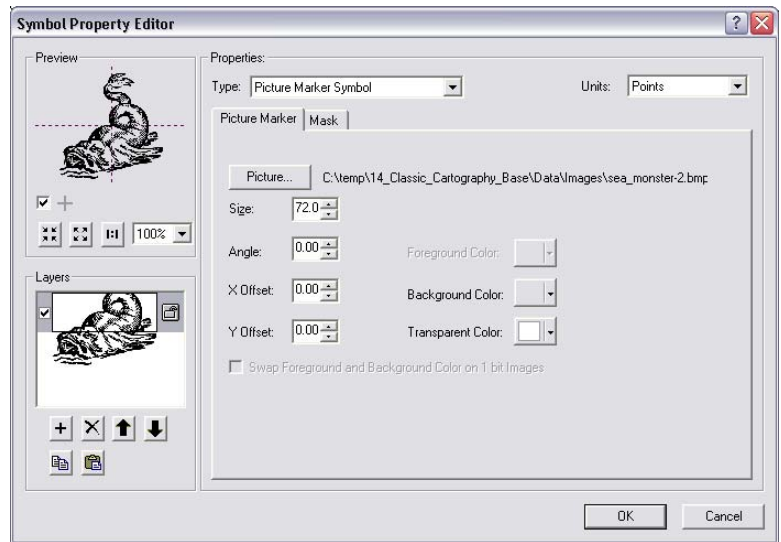 Symbol Property Editor
Preview
100%
Layers
Properties:
Type: Picture Marker Symbol
Units: Points
Picture Marker Mask
Picture... C:\temp\14_Classic_Cartography_Base\Data\Images\sea_monster-2.bmp
Size: 72.0
Angle: 0.00 Foreground Color:
X Offset: 0.00 Background Color:
Y Offset: 0.00 Transparent Color:
Swap Foreground and Background Color on 1 bit Images
OK Cancel